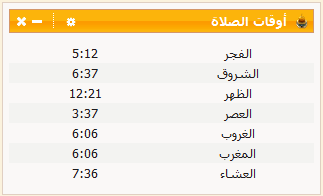 أوقات الصلاة
الفجر 5:12
الشروق 6:37
الظهر 12:21
العصر 3:37
الغروب 6:06
المغرب 6:06
العشاء 7:36